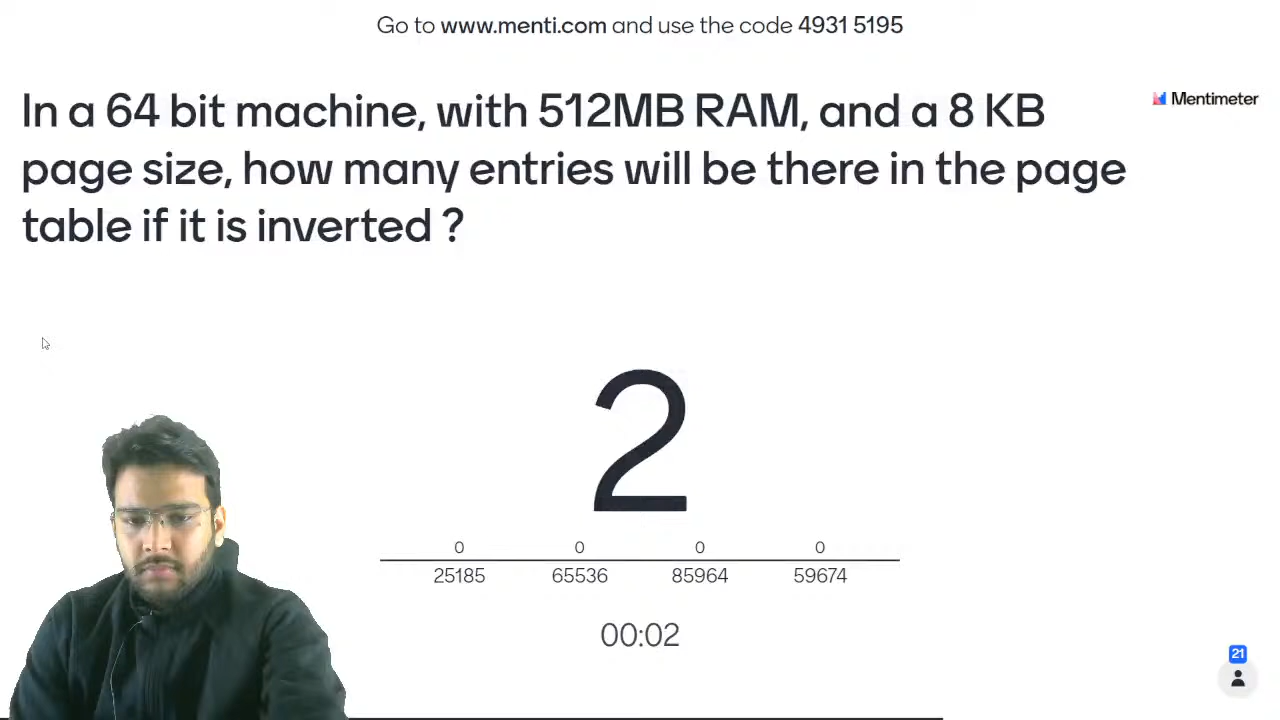 Go to www.menti.com and use the code 4931 5195
In a 64 bit machine, with 512MB RAM, and a 8 KB
page size, how many entries will be there in the page
table if it is inverted ?
Mentimeter
2
0 0 0 0
25185 65536 85964 59674
00:02
21